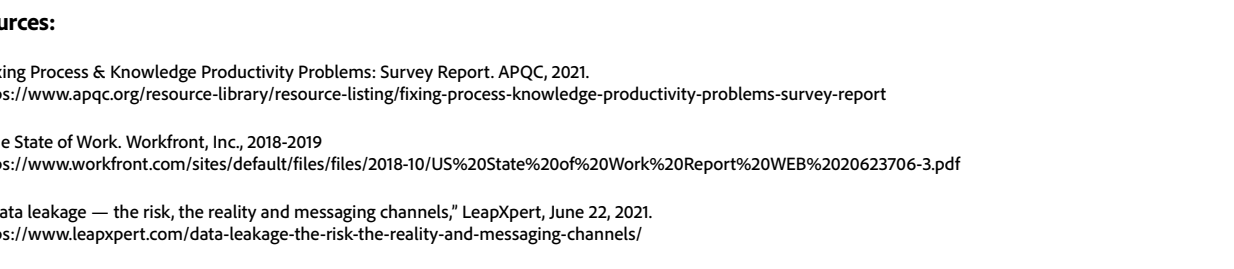 urces:
ing Process & Knowledge Productivity Problems: Survey Report. APQC, 2021.
ps://www.apqc.org/resource-library/resource-listing/fixing-process-knowledge-productivity-problems-survey-report
e State of Work. Workfront, Inc., 2018-2019
ps://www.workfront.com/sites/default/files/files/2018-10/US%20State%20of%20Work%20Report%20WEB%2020623706-3.pdf
ata leakage — the risk, the reality and messaging channels,” LeapXpert, June 22, 2021.
ps://www.leapxpert.com/data-leakage-the-risk-the-reality-and-messaging-channels/